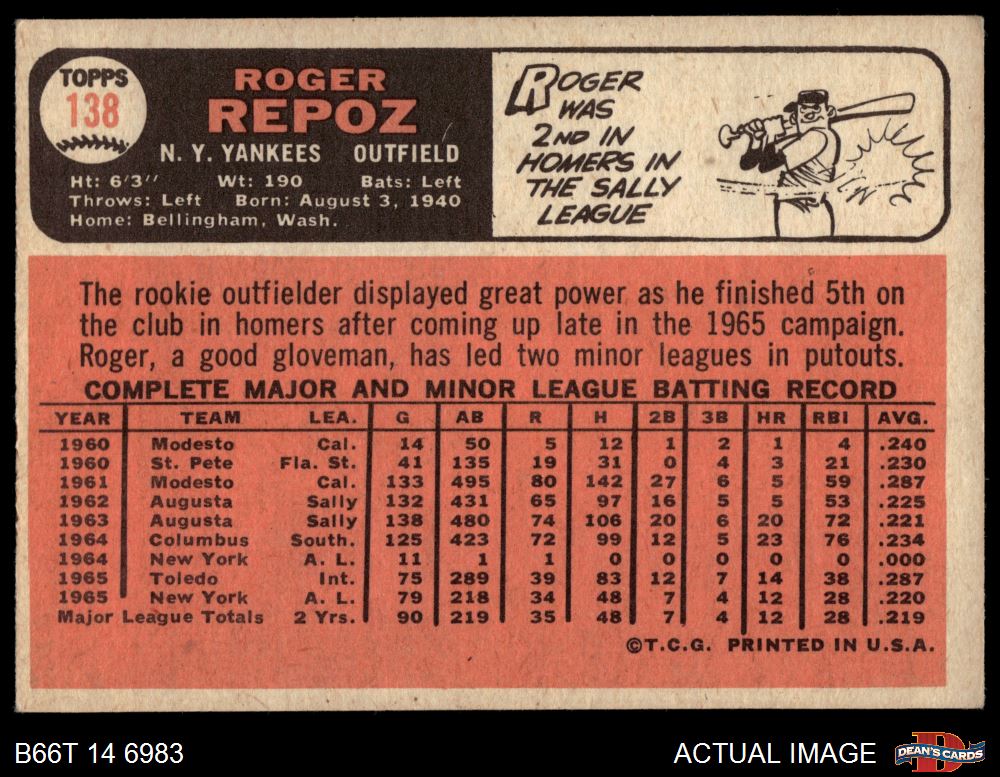 TOPPS
138
ROGER
REPOZ
N. Y. YANKEES OUTFIELD
Ht: 6'3" Wt: 190 Bats: Left
Throws: Left Born: August 3, 1940
Home: Bellingham, Wash.
ROGER
WAS
2ND IN
HOMERS IN
THE SALLY
LEAGUE
The rookie outfielder displayed great power as he finished 5th on
the club in homers after coming up late in the 1965 campaign.
Roger, a good gloveman, has led two minor leagues in putouts.
COMPLETE MAJOR AND MINOR LEAGUE BATTING RECORD
YEAR TEAM LEA. G AB R H 2B 3B HR RBI AVG.
1960 Modesto Cal. 14 50 5 12 1 2 1 4 .240
1960 St. Pete Fla. St. 41 135 19 31 0 4 3 21 .230
1961 Modesto Cal. 133 495 80 142 27 6 5 59 .287
1962 Augusta Sally 132 431 65 97 16 5 5 53 .225
1963 Augusta Sally 138 480 74 106 20 6 20 72 .221
1964 Columbus South. 125 423 72 99 12 5 23 76 .234
1964 New York A. L. 11 1 1 0 0 0 0 0 .000
1965 Toledo Int. 75 289 39 83 12 7 14 38 .287
1965 New York A. L. 79 218 34 48 7 4 12 28 .220
Major League Totals 2 Yrs. 90 219 35 48 7 4 12 28 .219
©T.C.G. PRINTED IN U.S.A.
B66T 14 6983
ACTUAL IMAGE
D
DEAN'S CARDS